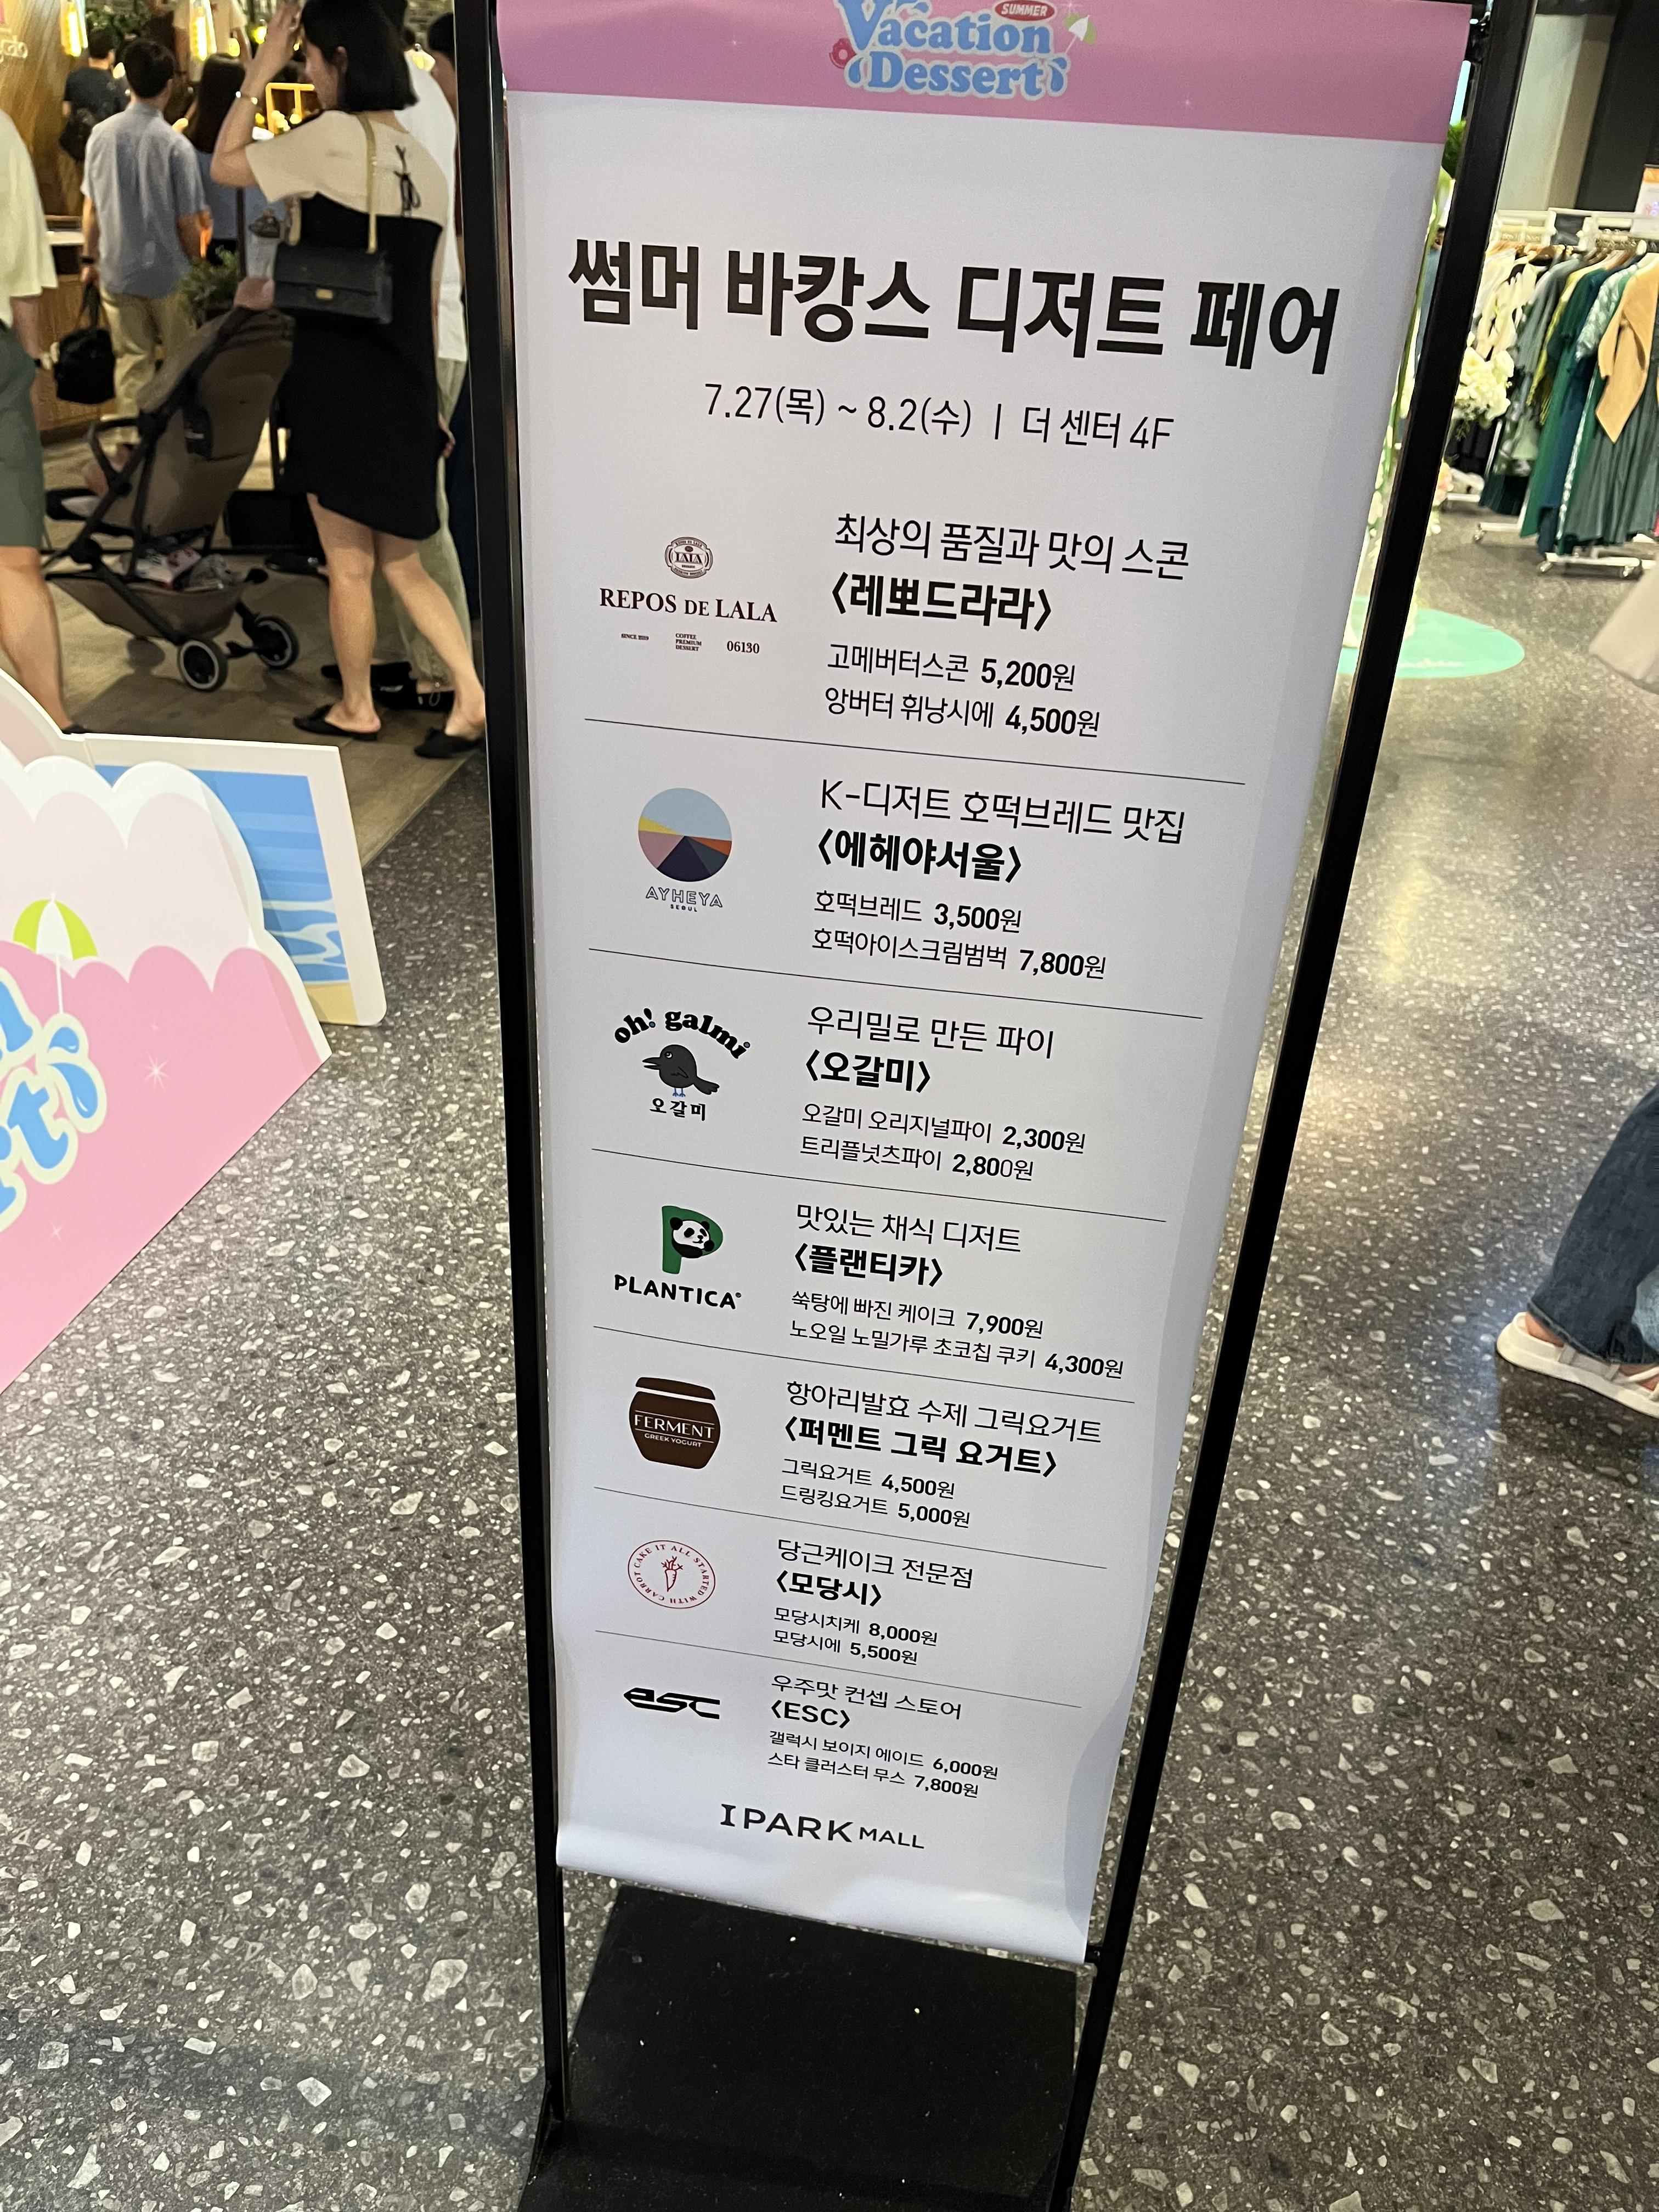 SUMMER
Vacation
Dessert
썸머 바캉스 디저트 페어
7.27(목) ~ 8.2(수) | 더 센터 4F
LALA
REPOS DE LALA
SINCE 2019
COFFEE
PREMIUM
DESSERT
06130
최상의 품질과 맛의 스콘
<레뽀드라라>
고메버터스콘 5,200원
앙버터 휘낭시에 4,500원
AYHEYA
SEOUL
K-디저트 호떡브레드 맛집
<에헤야서울>
호떡브레드 3,500원
호떡아이스크림범벅 7,800원
oh! galmi
오갈미
우리밀로 만든 파이
<오갈미>
오갈미 오리지널파이 2,300원
트리플넛츠파이 2,800원
PLANTICA
맛있는 채식 디저트
<플랜티카>
쑥탕에 빠진 케이크 7,900원
노오일 노밀가루 초코칩 쿠키 4,300원
FERMENT
GREEK YOGURT
항아리발효 수제 그릭요거트
<퍼멘트 그릭 요거트>
그릭요거트 4,500원
드링킹요거트 5,000원
IT ALL STARTED WITH CARROT CAKE
당근케이크 전문점
<모당시>
모당시치케 8,000원
모당시에 5,500원
esc
우주맛 컨셉 스토어
<ESC>
갤럭시 보이지 에이드 6,000원
스타 클러스터 무스 7,800원
IPARK MALL